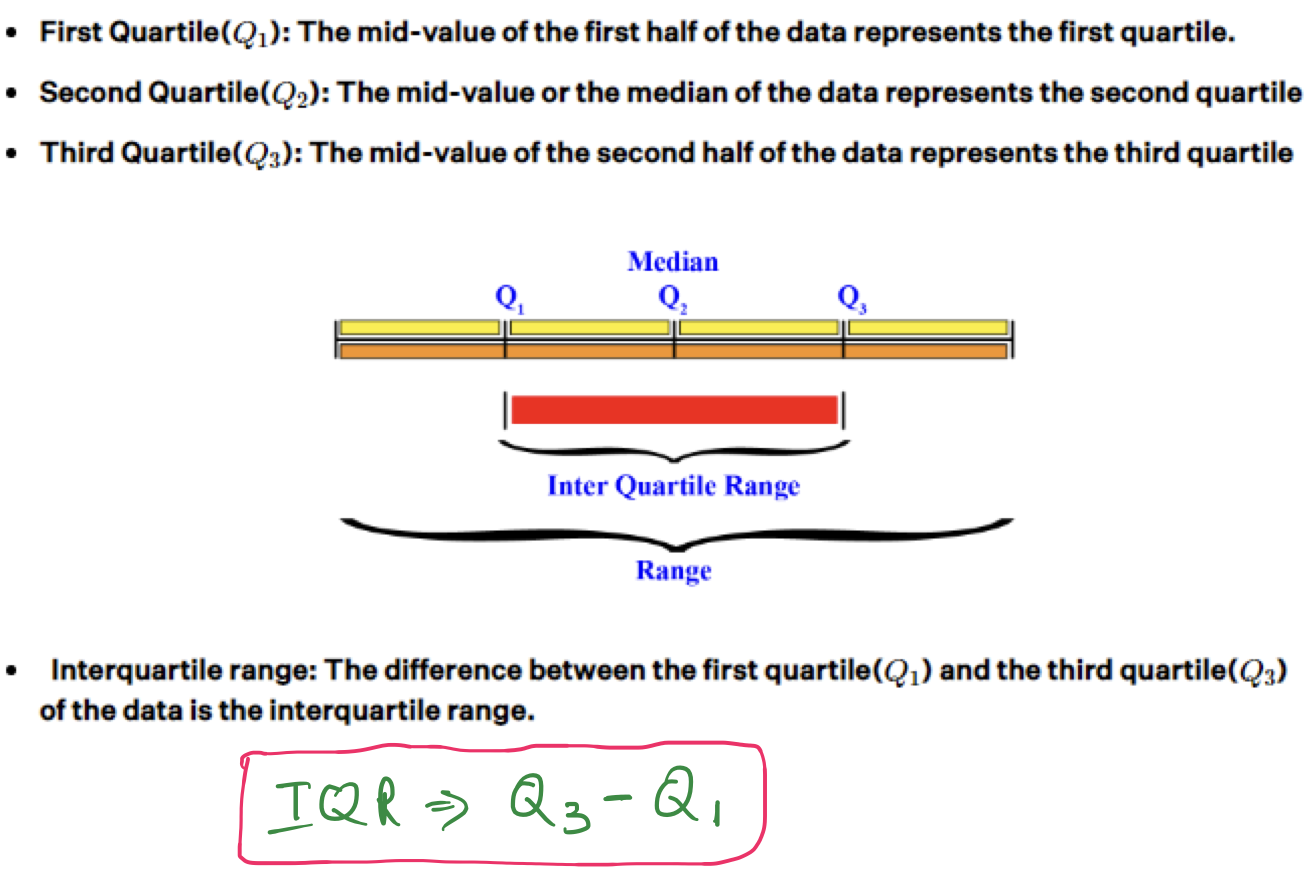 • First Quartile(Q₁): The mid-value of the first half of the data represents the first quartile.
• Second Quartile(Q₂): The mid-value or the median of the data represents the second quartile
• Third Quartile(Q₃): The mid-value of the second half of the data represents the third quartile
Median
Q₁ Q₂ Q₃
Inter Quartile Range
Range
• Interquartile range: The difference between the first quartile(Q₁) and the third quartile(Q₃)
of the data is the interquartile range.
IQR ⇒ Q₃ - Q₁